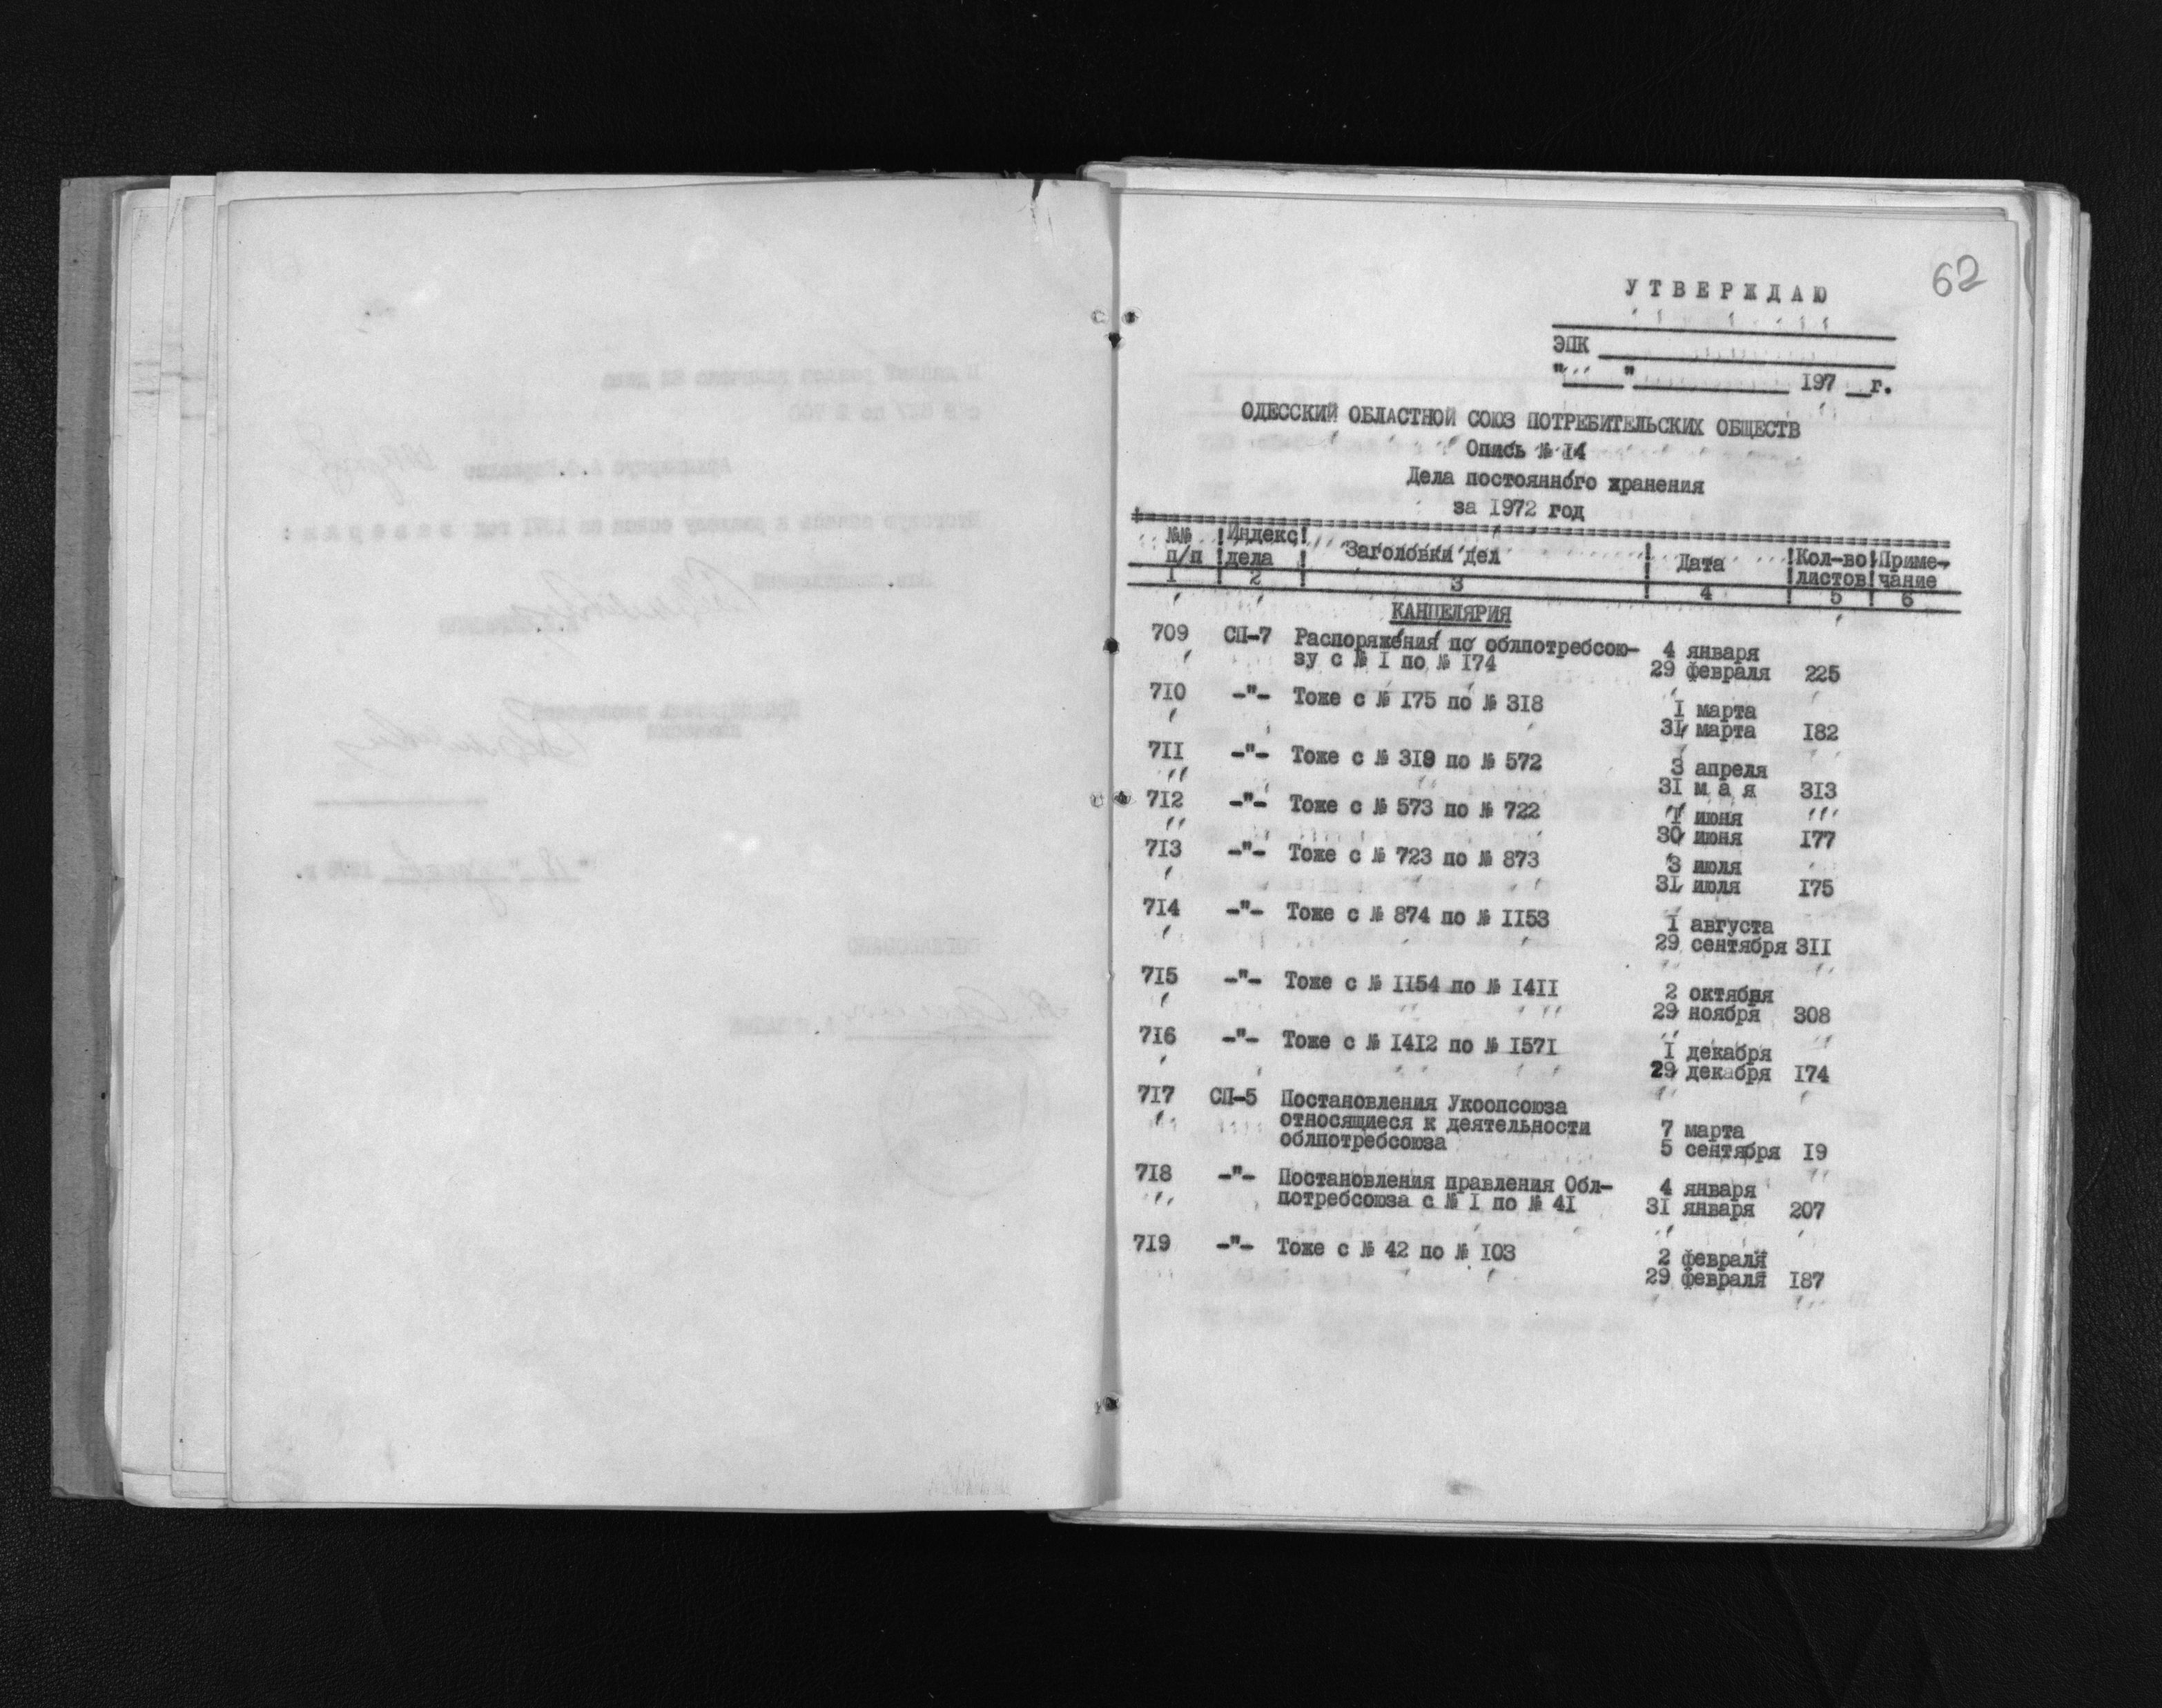 62
УТВЕРЖДАЮ
ЭПК
"   "   197   г.
ОДЕССКИЙ ОБЛАСТНОЙ СОЮЗ ПОТРЕБИТЕЛЬСКИХ ОБЩЕСТВ
Опись № 14
Дела постоянного хранения
за 1972 год
№№ п/п ! Индекс дела ! Заголовки дел ! Дата ! Кол-во листов ! Приме-чание
1 ! 2 ! 3 ! 4 ! 5 ! 6
КАНЦЕЛЯРИЯ
709 СП-7 Распоряжения по облпотребсою- 4 января
зу с № 1 по № 174 29 февраля 225
710 -"- Тоже с № 175 по № 318 1 марта
31 марта 182
711 -"- Тоже с № 319 по № 572 3 апреля
31 м а я 313
712 -"- Тоже с № 573 по № 722 1 июня
30 июня 177
713 -"- Тоже с № 723 по № 873 3 июля
31 июля 175
714 -"- Тоже с № 874 по № 1153 1 августа
29 сентября 311
715 -"- Тоже с № 1154 по № 1411 2 октября
29 ноября 308
716 -"- Тоже с № 1412 по № 1571 1 декабря
29 декабря 174
717 СП-5 Постановления Укоопсоюза
относящиеся к деятельности 7 марта
облпотребсоюза 5 сентября 19
718 -"- Постановления правления Обл- 4 января
потребсоюза с № 1 по № 41 31 января 207
719 -"- Тоже с № 42 по № 103 2 февраля
29 февраля 187